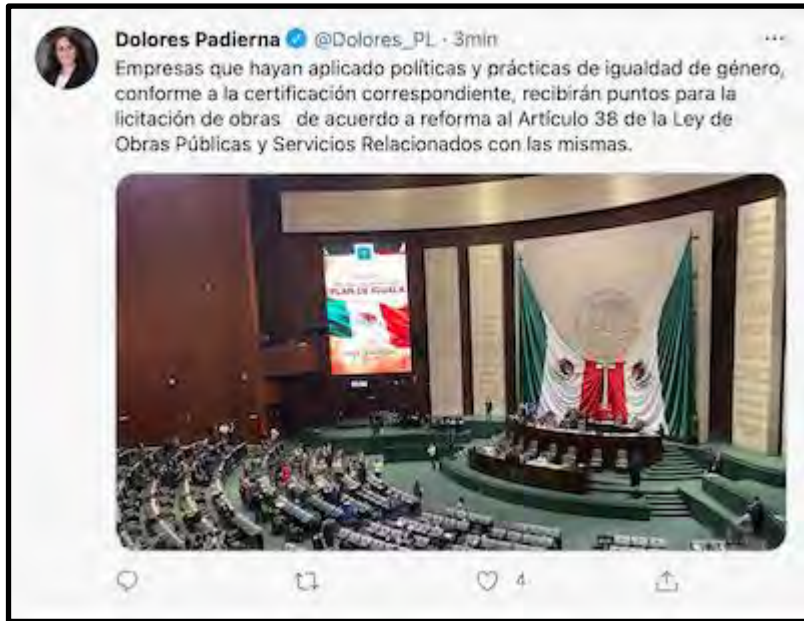 Dolores Padierna @Dolores_PL · 3min
Empresas que hayan aplicado políticas y prácticas de igualdad de género,
conforme a la certificación correspondiente, recibirán puntos para la
licitación de obras de acuerdo a reforma al Artículo 38 de la Ley de
Obras Públicas y Servicios Relacionados con las mismas.
PLAN DE IGUALA
4